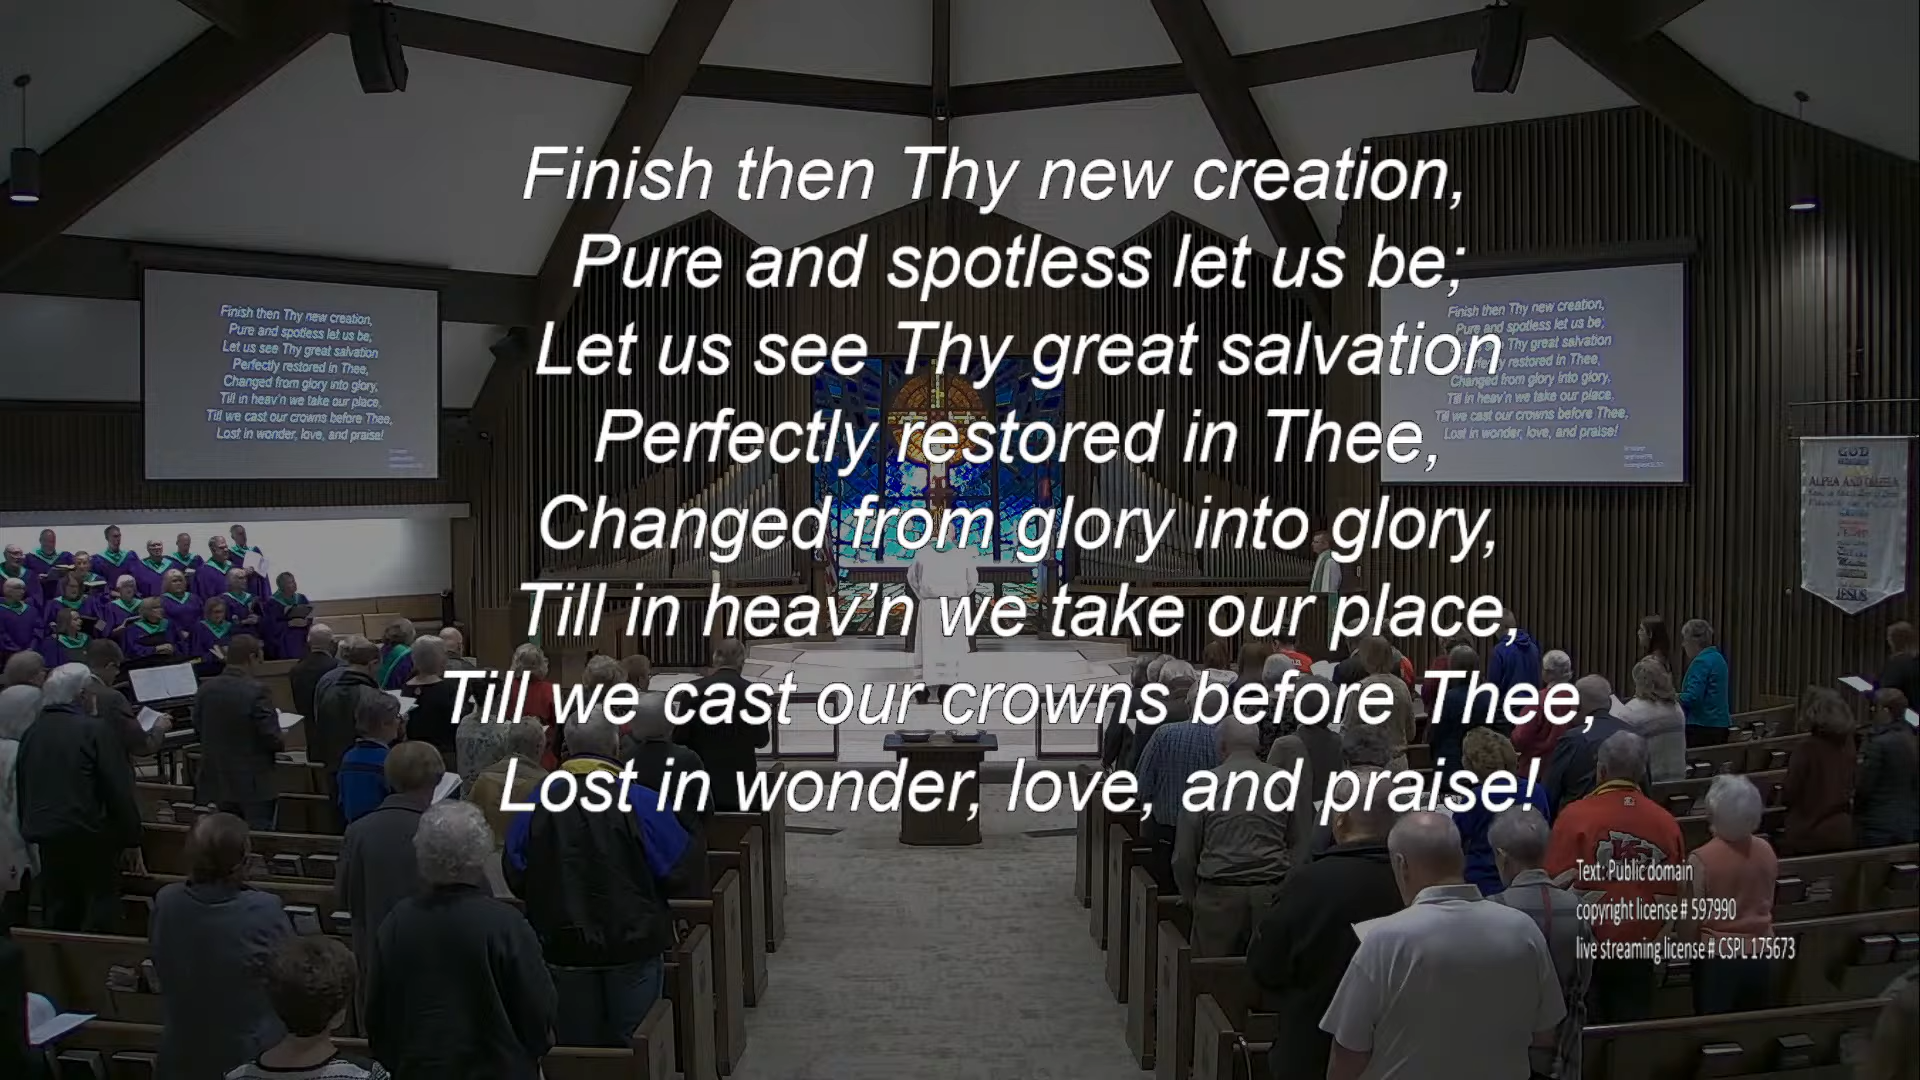 Finish then Thy new creation,
Pure and spotless let us be;
Let us see Thy great salvation
Perfectly restored in Thee,
Changed from glory into glory,
Till in heav’n we take our place,
Till we cast our crowns before Thee,
Lost in wonder, love, and praise!
Text: Public domain
copyright license # 597990
live streaming license # CSPL 175673
Finish then Thy new creation,
Pure and spotless let us be,
Let us see Thy great salvation
Perfectly restored in Thee,
Changed from glory into glory,
Till in heav'n we take our place,
Till we cast our crowns before Thee,
Lost in wonder, love, and praise!
Finish then Thy new creation,
Pure and spotless let us be;
Thy great salvation
restored in Thee,
Changed from glory into glory,
Till in heav'n we take our place,
Till we cast our crowns before Thee,
Lost in wonder, love, and praise!
GOD
ALPHA AND OMEGA
JESUS